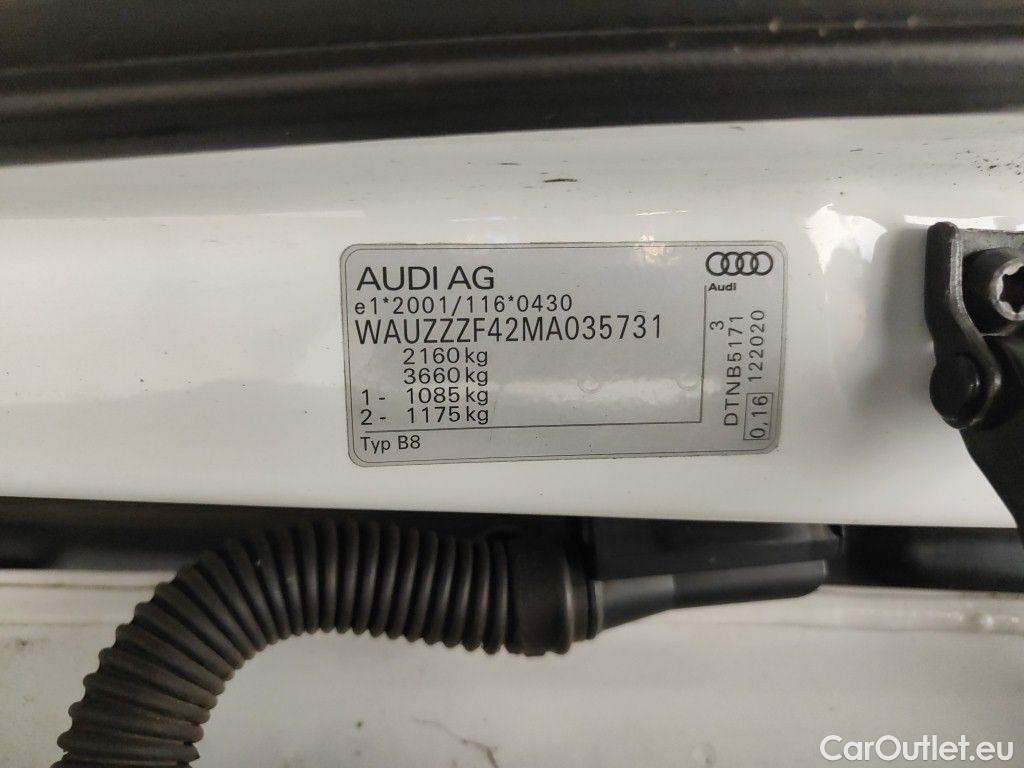 AUDI AG
e1*2001/116*0430
WAUZZZF42MA035731
2160 kg
3660 kg
1 - 1085 kg
2 - 1175 kg
Typ B8
Audi
3
DTNB5171
0,16 122020
CarOutlet.eu